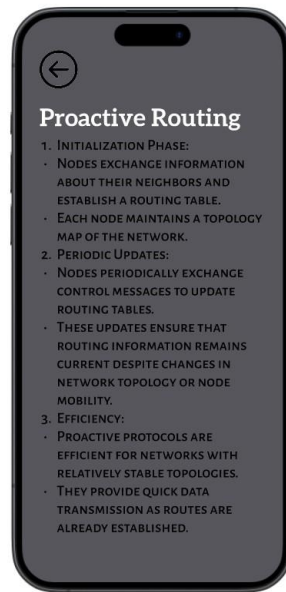 Proactive Routing
1. INITIALIZATION PHASE:
· NODES EXCHANGE INFORMATION
ABOUT THEIR NEIGHBORS AND
ESTABLISH A ROUTING TABLE.
· EACH NODE MAINTAINS A TOPOLOGY
MAP OF THE NETWORK.
2. PERIODIC UPDATES:
· NODES PERIODICALLY EXCHANGE
CONTROL MESSAGES TO UPDATE
ROUTING TABLES.
· THESE UPDATES ENSURE THAT
ROUTING INFORMATION REMAINS
CURRENT DESPITE CHANGES IN
NETWORK TOPOLOGY OR NODE
MOBILITY.
3. EFFICIENCY:
· PROACTIVE PROTOCOLS ARE
EFFICIENT FOR NETWORKS WITH
RELATIVELY STABLE TOPOLOGIES.
· THEY PROVIDE QUICK DATA
TRANSMISSION AS ROUTES ARE
ALREADY ESTABLISHED.